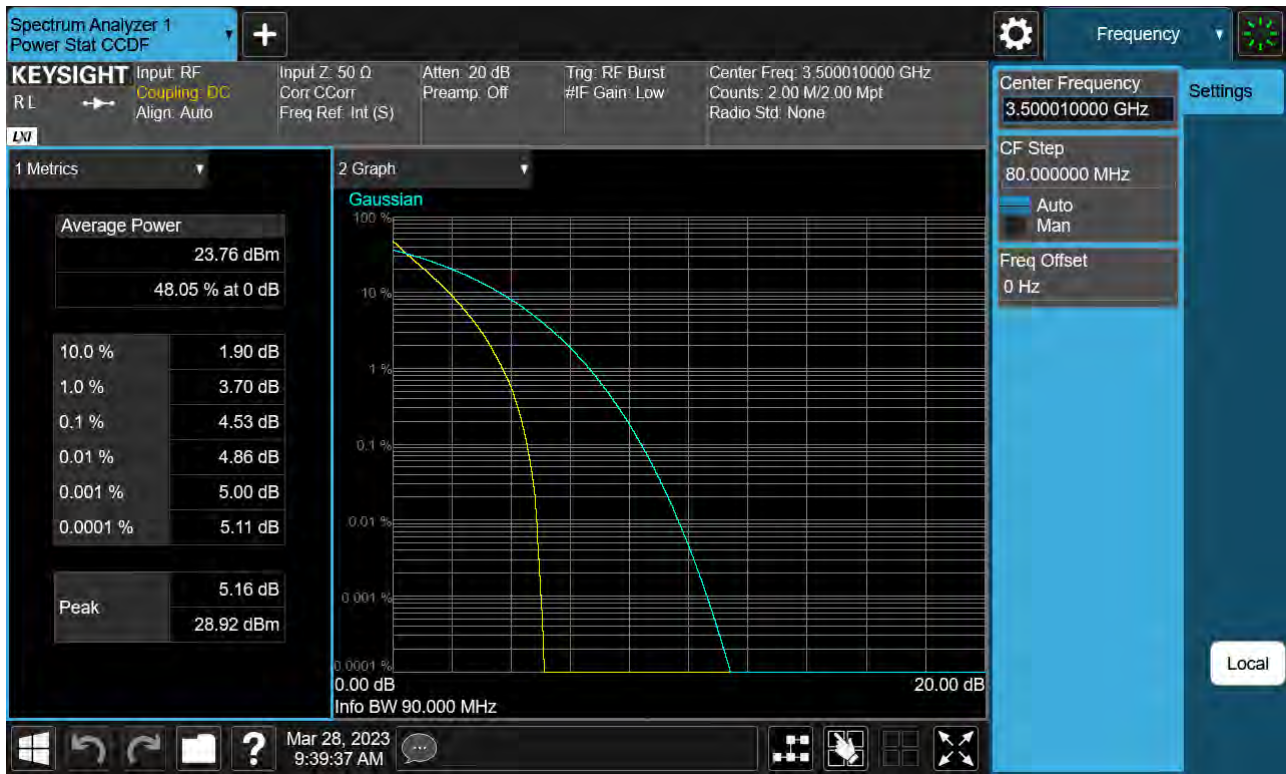 Spectrum Analyzer 1
Power Stat CCDF
Frequency
KEYSIGHT
RL
LXI
Input: RF
Coupling: DC
Align: Auto
Input Z: 50 Ω
Corr CCorr
Freq Ref: Int (S)
Atten: 20 dB
Preamp: Off
Trig: RF Burst
#IF Gain: Low
Center Freq: 3.500010000 GHz
Counts: 2.00 M/2.00 Mpt
Radio Std: None
Center Frequency
3.500010000 GHz
Settings
CF Step
80.000000 MHz
Auto
Man
Freq Offset
0 Hz
Local
1 Metrics
Average Power
23.76 dBm
48.05 % at 0 dB
10.0 % 1.90 dB
1.0 % 3.70 dB
0.1 % 4.53 dB
0.01 % 4.86 dB
0.001 % 5.00 dB
0.0001 % 5.11 dB
Peak
5.16 dB
28.92 dBm
2 Graph
Gaussian
100 %
10 %
1 %
0.1 %
0.01 %
0.001 %
0.0001 %
0.00 dB 20.00 dB
Info BW 90.000 MHz
?
Mar 28, 2023
9:39:37 AM